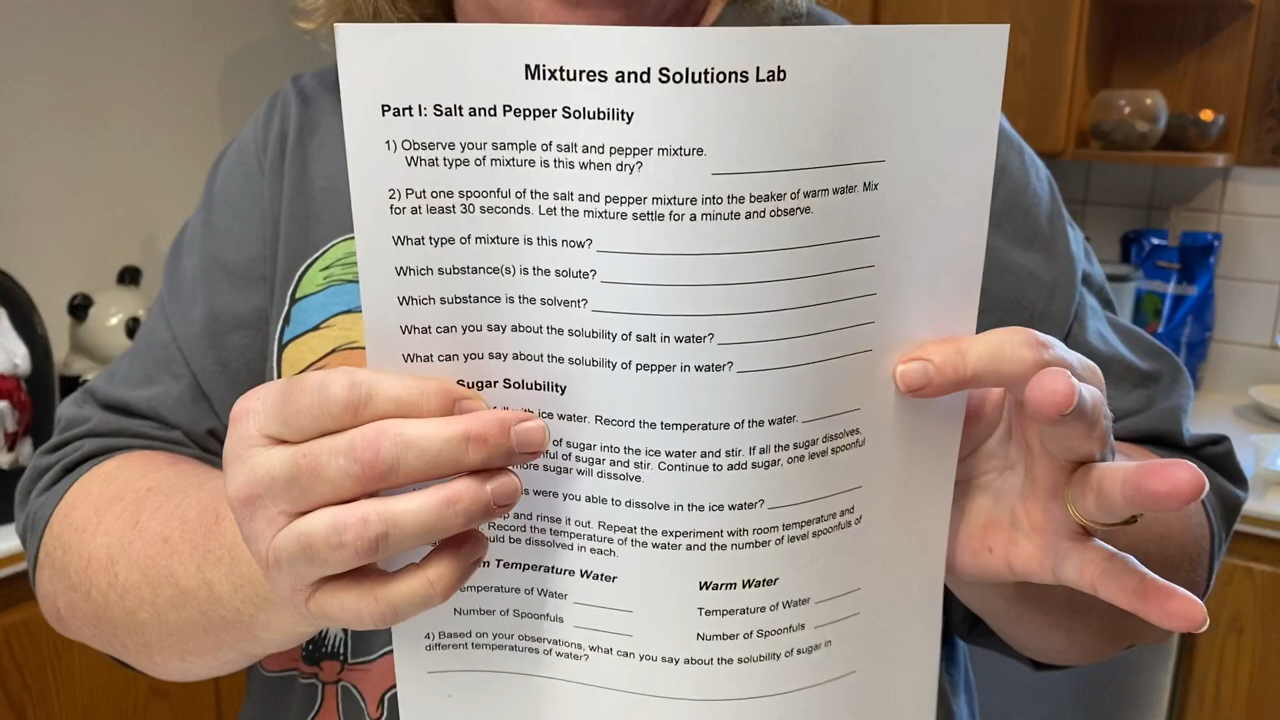 Mixtures and Solutions Lab
Part I: Salt and Pepper Solubility
1) Observe your sample of salt and pepper mixture.
What type of mixture is this when dry?
2) Put one spoonful of the salt and pepper mixture into the beaker of warm water. Mix
for at least 30 seconds. Let the mixture settle for a minute and observe.
What type of mixture is this now?
Which substance(s) is the solute?
Which substance is the solvent?
What can you say about the solubility of salt in water?
What can you say about the solubility of pepper in water?
Sugar Solubility
ice water. Record the temperature of the water.
of sugar into the ice water and stir. If all the sugar dissolves,
of sugar and stir. Continue to add sugar, one level spoonful
more sugar will dissolve.
were you able to dissolve in the ice water?
and rinse it out. Repeat the experiment with room temperature and
Record the temperature of the water and the number of level spoonfuls of
be dissolved in each.
Temperature Water
Warm Water
Temperature of Water
Temperature of Water
Number of Spoonfuls
Number of Spoonfuls
4) Based on your observations, what can you say about the solubility of sugar in
different temperatures of water?